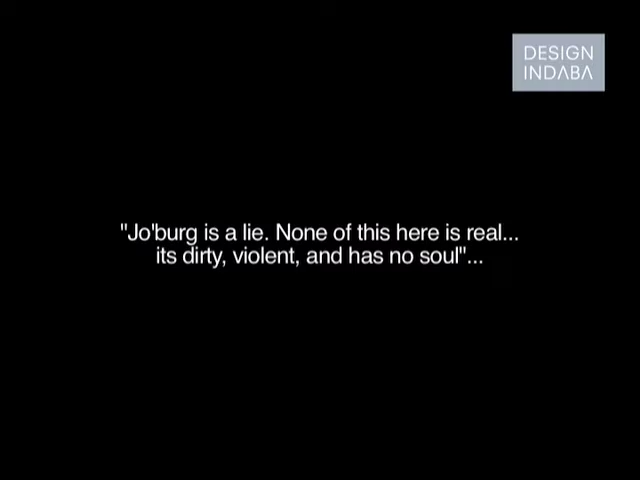 DESIGN
INDABA
"Jo'burg is a lie. None of this here is real...
its dirty, violent, and has no soul"...